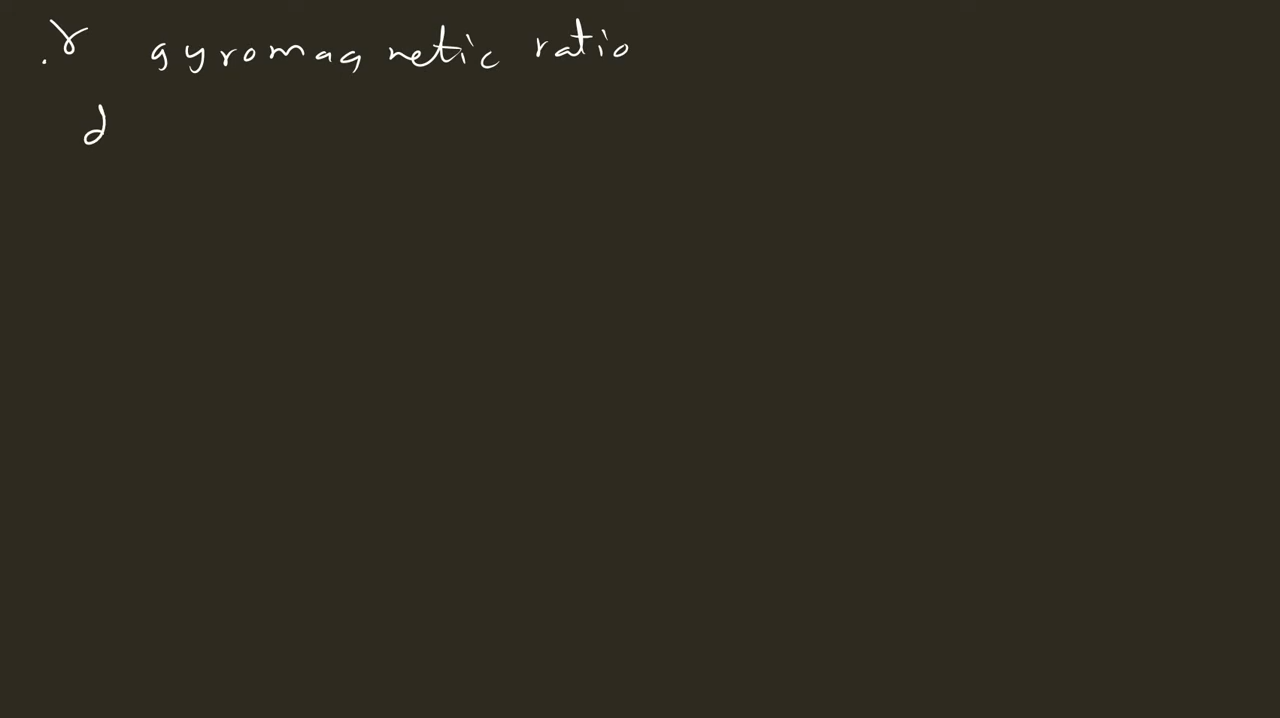 . γ gyromagnetic ratio
d